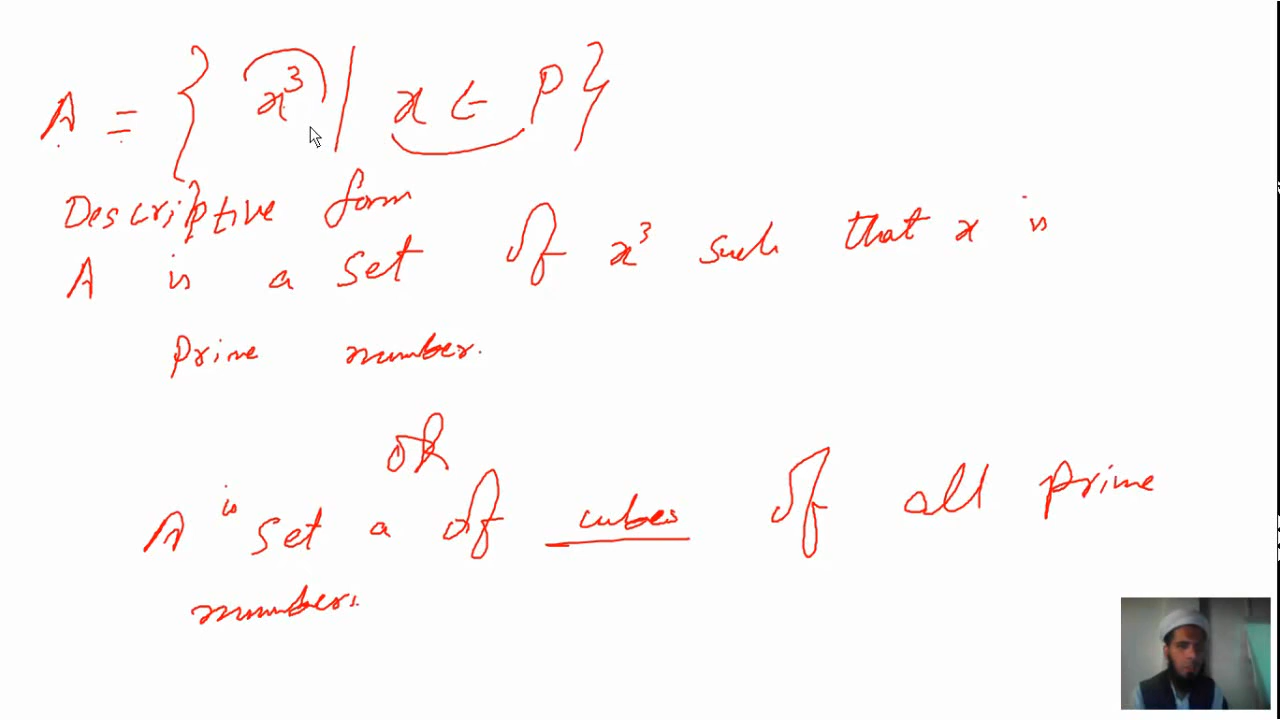 A = { x³ | x ∈ P}
Descriptive form
A is a set of x³ such that x is
Prime number.
OR
A is set a of cubes of all prime
numbers.